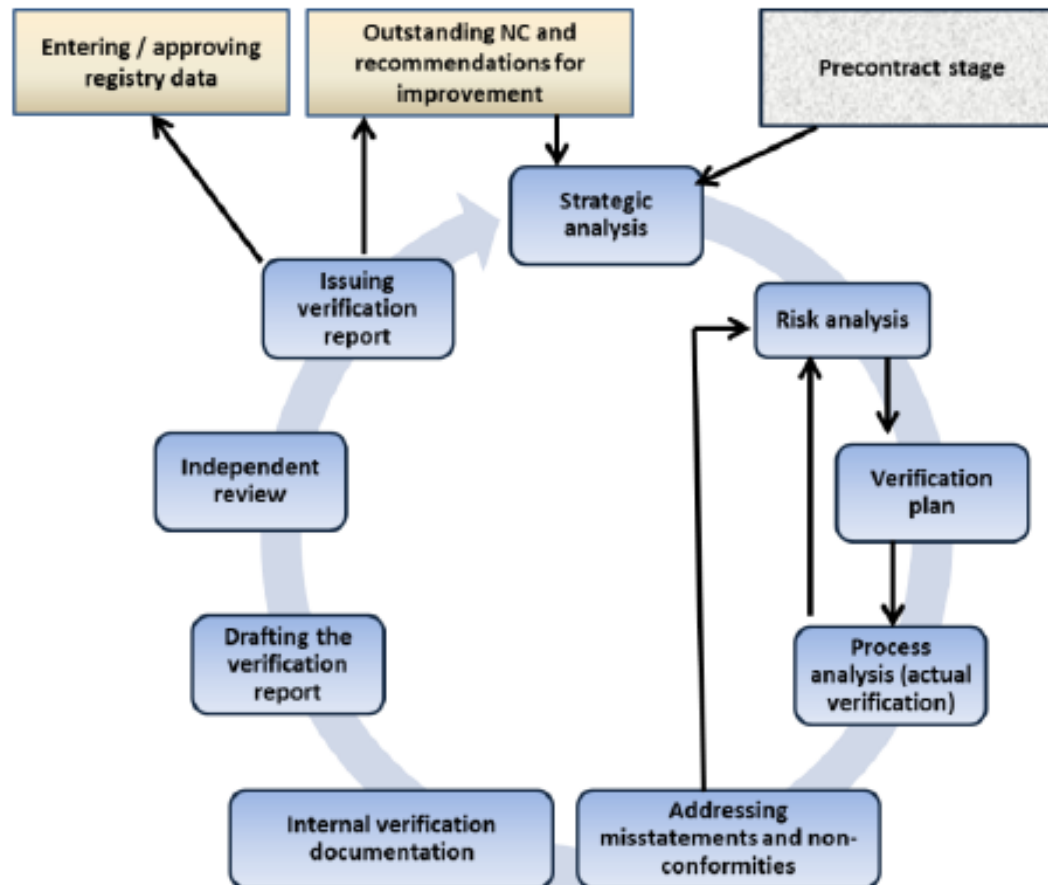 Entering / approving
registry data
Outstanding NC and
recommendations for
improvement
Precontract stage
Strategic
analysis
Issuing
verification
report
Risk analysis
Independent
review
Verification
plan
Drafting the
verification
report
Process
analysis (actual
verification)
Internal verification
documentation
Addressing
misstatements and non-
conformities